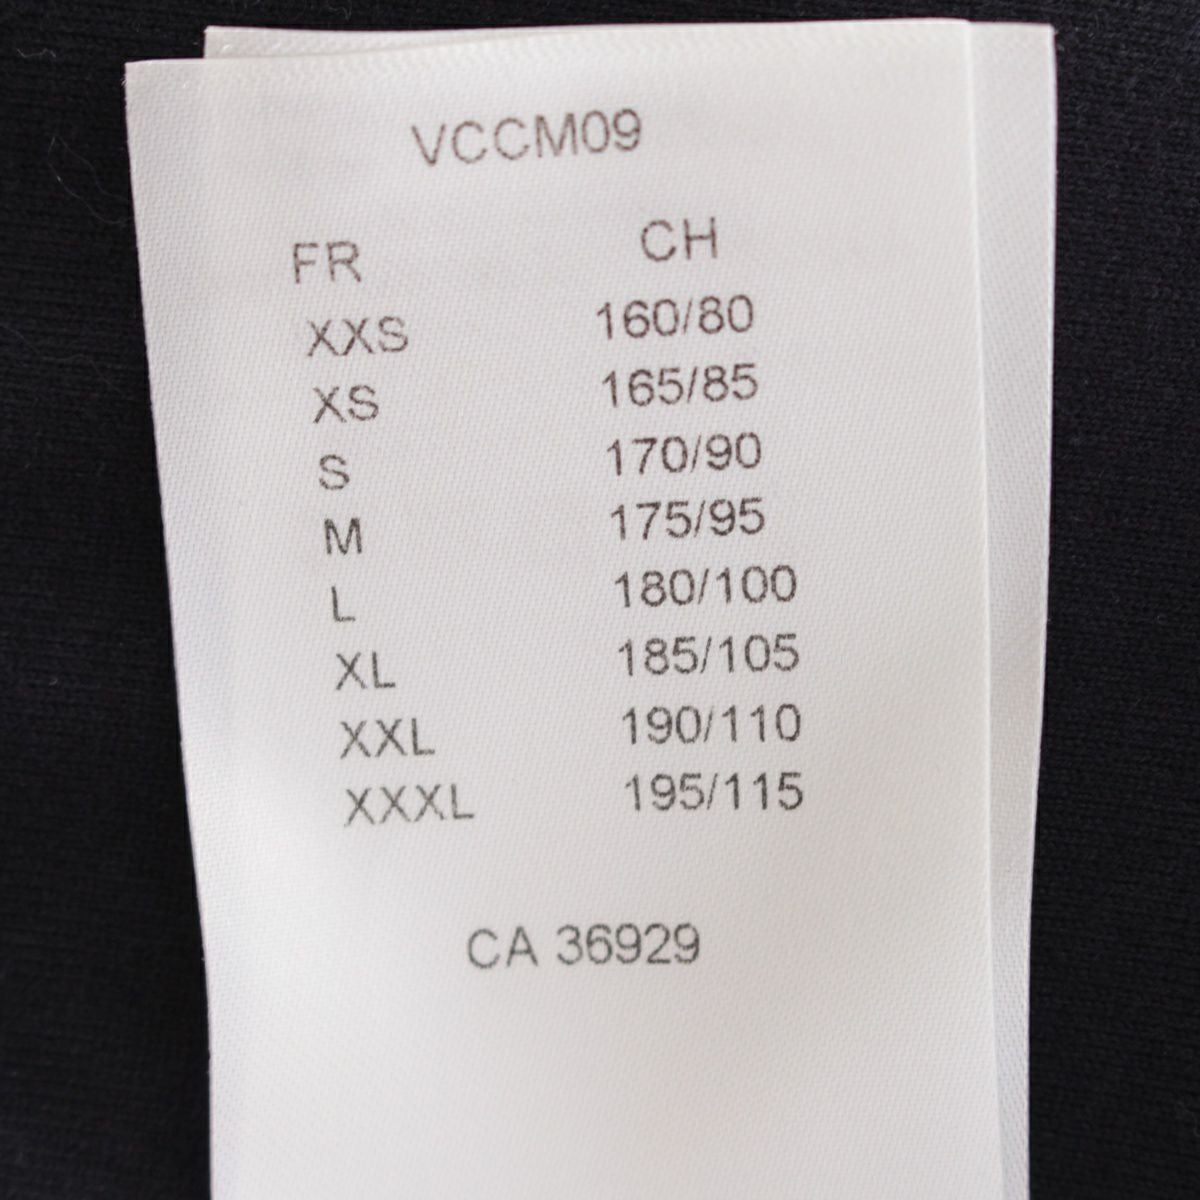 VCCM09
FR CH
XXS 160/80
XS 165/85
S 170/90
M 175/95
L 180/100
XL 185/105
XXL 190/110
XXXL 195/115
CA 36929